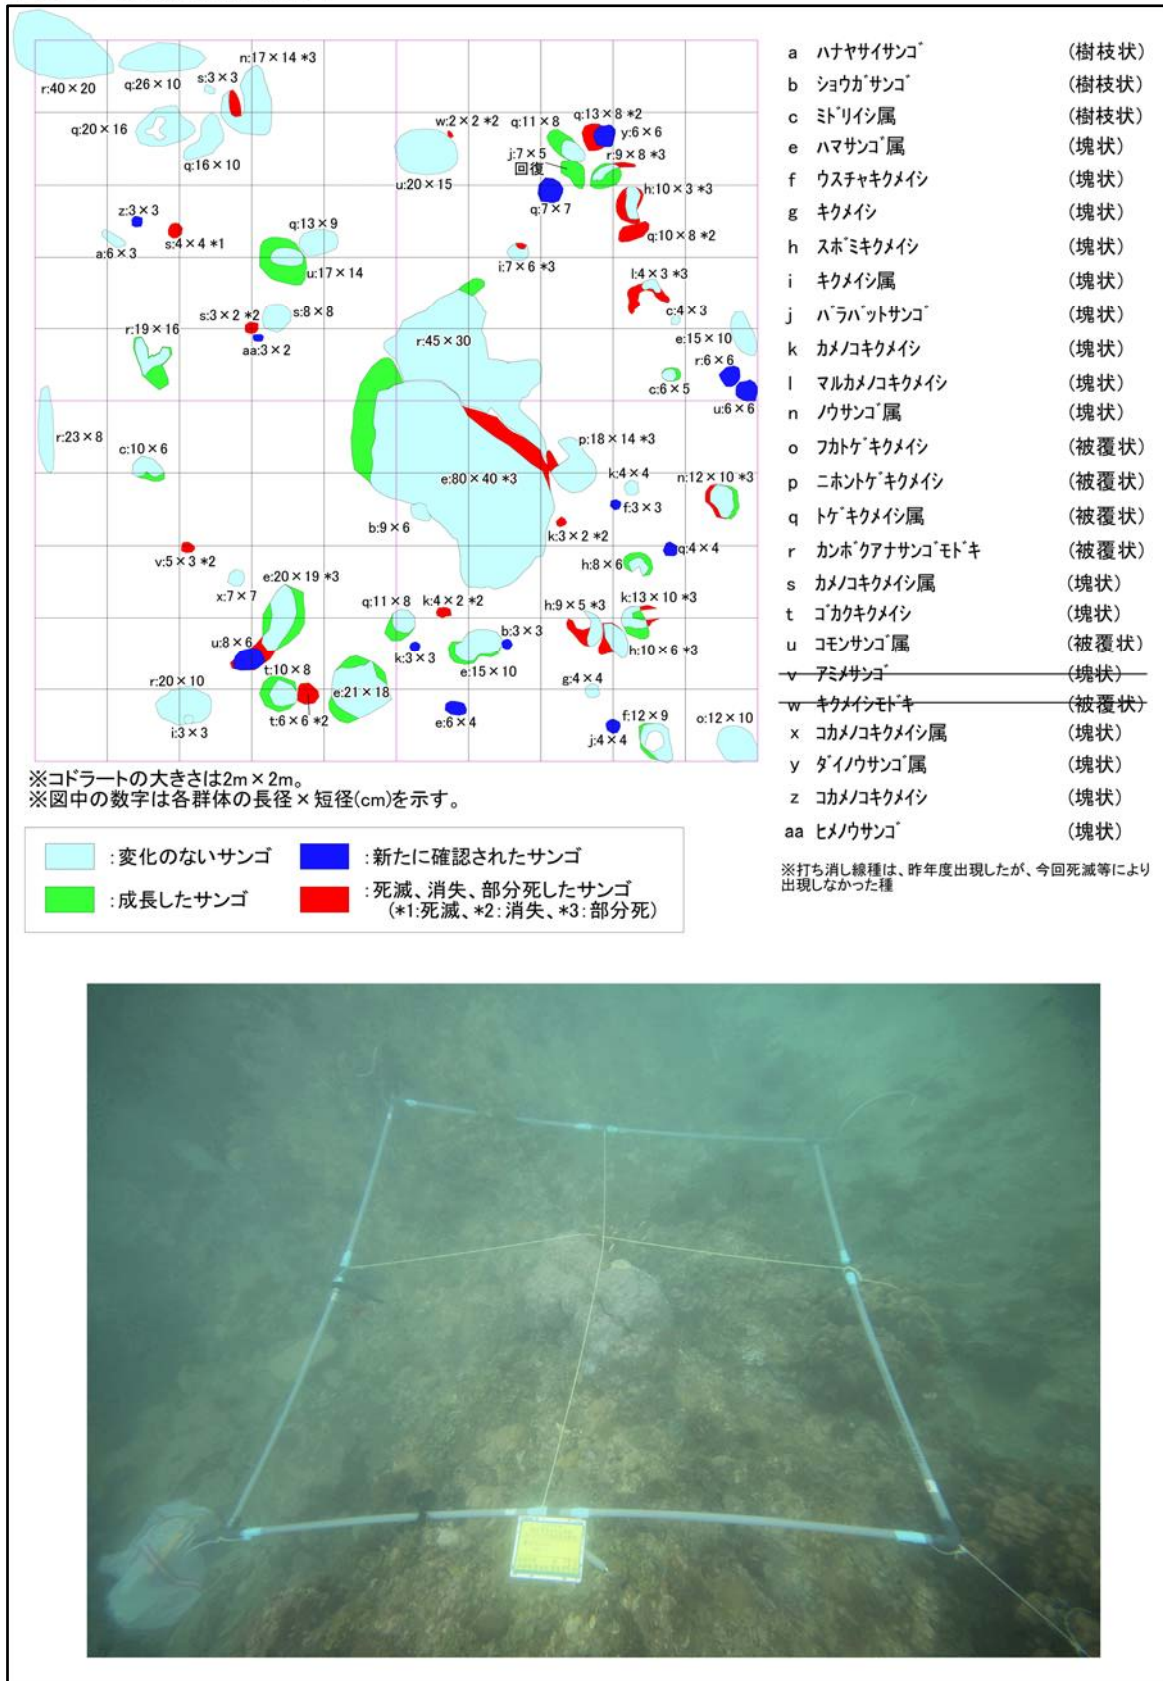 r:40×20
q:26×10
s:3×3
n:17×14 *3
q:20×16
q:16×10
w:2×2 *2
u:20×15
q:11×8
q:13×8 *2
y:6×6
j:7×5
回復
r:9×8 *3
q:7×7
h:10×3 *3
q:10×8 *2
z:3×3
a:6×3
s:4×4 *1
q:13×9
u:17×14
i:7×6 *3
l:4×3 *3
c:4×3
e:15×10
s:3×2 *2
s:8×8
aa:3×2
r:19×16
r:45×30
r:6×6
c:6×5
u:6×6
r:23×8
c:10×6
p:18×14 *3
e:80×40 *3
k:4×4
n:12×10 *3
f:3×3
b:9×6
k:3×2 *2
q:4×4
v:5×3 *2
x:7×7
e:20×19 *3
h:8×6
q:11×8
k:4×2 *2
h:9×5 *3
k:13×10 *3
u:8×6
b:3×3
k:3×3
e:15×10
h:10×6 *3
t:10×8
r:20×10
e:21×18
g:4×4
i:3×3
t:6×6 *2
e:6×4
f:12×9
o:12×10
j:4×4
※コドラートの大きさは2m×2m。
※図中の数字は各群体の長径×短径(cm)を示す。
:変化のないサンゴ
:新たに確認されたサンゴ
:成長したサンゴ
:死滅、消失、部分死したサンゴ
(*1:死滅、*2:消失、*3:部分死)
a ハナヤサイサンゴ (樹枝状)
b ショウガサンゴ (樹枝状)
c ミドリイシ属 (樹枝状)
e ハマサンゴ属 (塊状)
f ウスチャキクメイシ (塊状)
g キクメイシ (塊状)
h スボミキクメイシ (塊状)
i キクメイシ属 (塊状)
j バラバットサンゴ (塊状)
k カメノコキクメイシ (塊状)
l マルカメノコキクメイシ (塊状)
n ノウサンゴ属 (塊状)
o フカトゲキクメイシ (被覆状)
p ニホントゲキクメイシ (被覆状)
q トゲキクメイシ属 (被覆状)
r カンボクアナサンゴモドキ (被覆状)
s カメノコキクメイシ属 (塊状)
t ゴカクキクメイシ (塊状)
u コモンサンゴ属 (被覆状)
v アミメサンゴ (塊状)
w キクメイシモドキ (被覆状)
x コカメノコキクメイシ属 (塊状)
y ダイノウサンゴ属 (塊状)
z コカメノコキクメイシ (塊状)
aa ヒメノウサンゴ (塊状)
※打ち消し線種は、昨年度出現したが、今回死滅等により
出現しなかった種